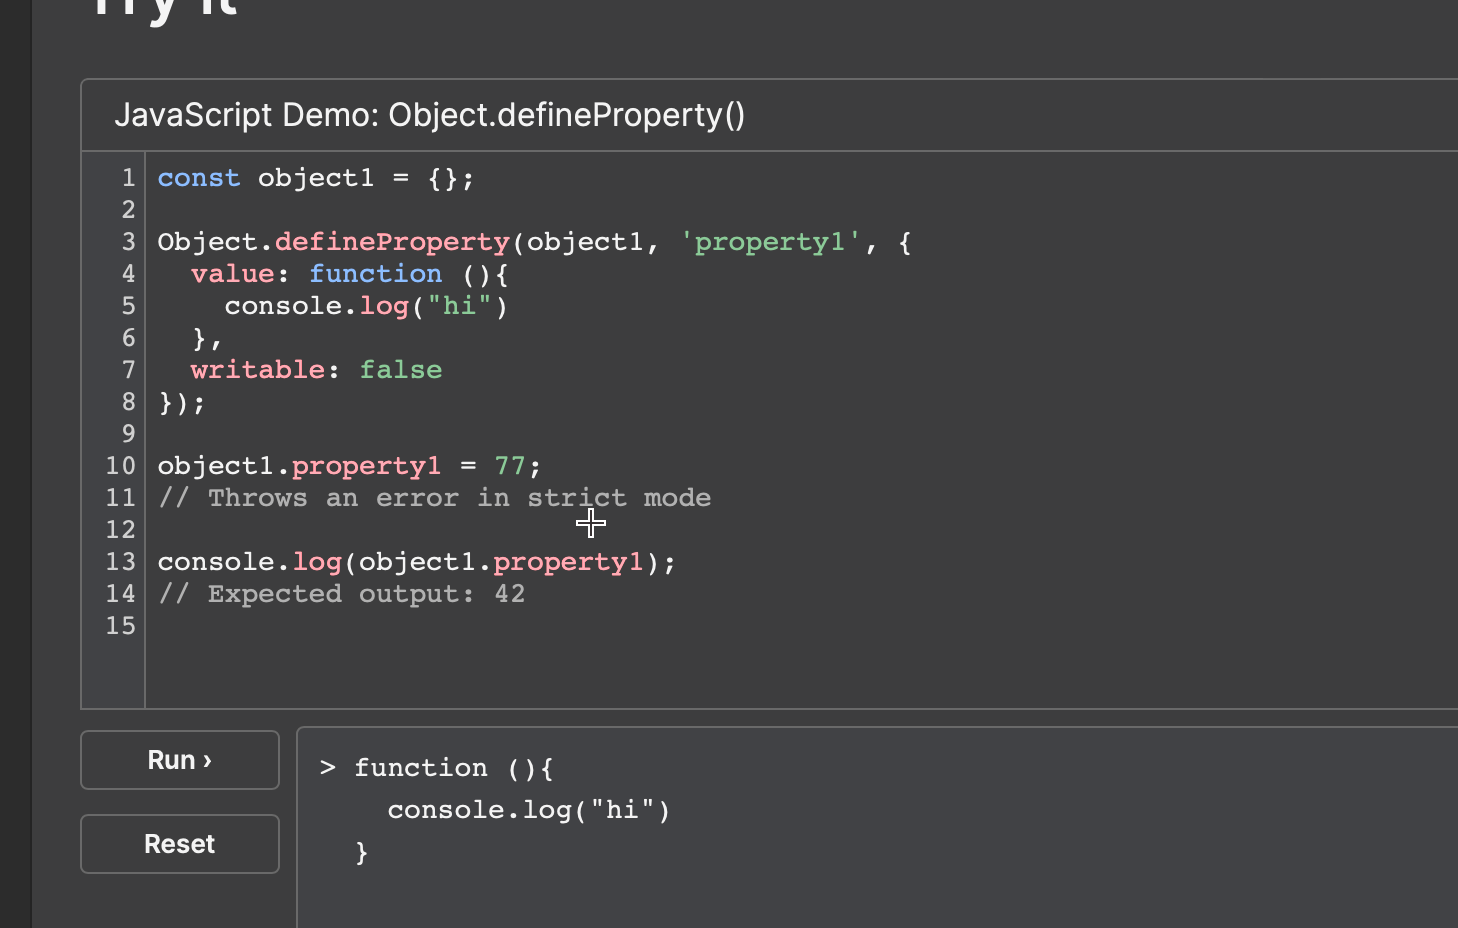 Try it
JavaScript Demo: Object.defineProperty()
1 const object1 = {};
2
3 Object.defineProperty(object1, 'property1', {
4   value: function (){
5     console.log("hi")
6   },
7   writable: false
8 });
9
10 object1.property1 = 77;
11 // Throws an error in strict mode
12
13 console.log(object1.property1);
14 // Expected output: 42
15
Run ›
> function (){
    console.log("hi")
  }
Reset